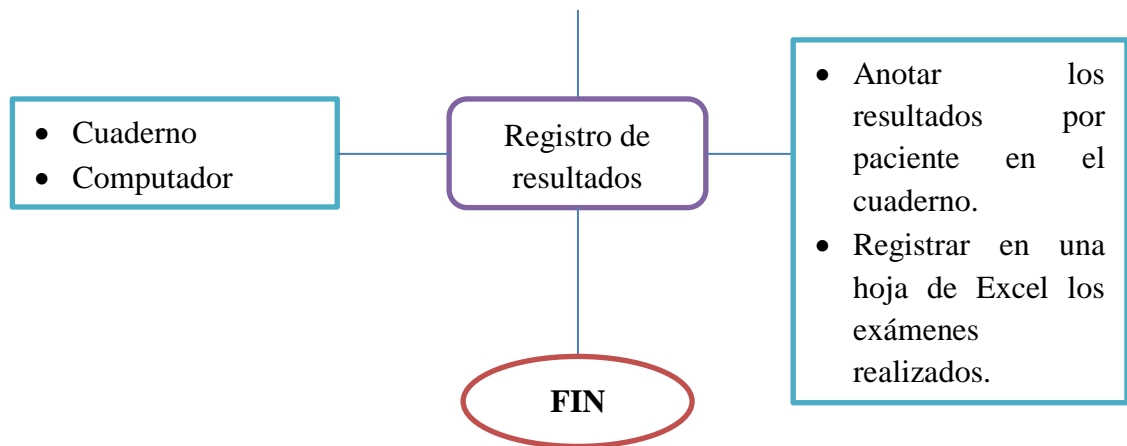 • Cuaderno
• Computador
Registro de
resultados
• Anotar los
resultados por
paciente en el
cuaderno.
• Registrar en una
hoja de Excel los
exámenes
realizados.
FIN